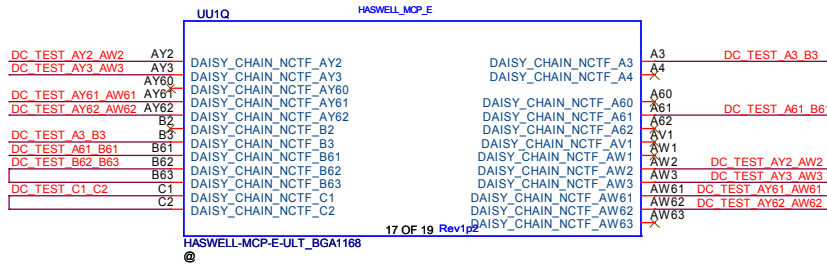 UU1Q
HASWELL_MCP_E
DC_TEST_AY2_AW2 AY2 DAISY_CHAIN_NCTF_AY2
DC_TEST_AY3_AW3 AY3 DAISY_CHAIN_NCTF_AY3
AY60 DAISY_CHAIN_NCTF_AY60
DC_TEST_AY61_AW61 AY61 DAISY_CHAIN_NCTF_AY61
DC_TEST_AY62_AW62 AY62 DAISY_CHAIN_NCTF_AY62
B2 DAISY_CHAIN_NCTF_B2
DC_TEST_A3_B3 B3 DAISY_CHAIN_NCTF_B3
DC_TEST_A61_B61 B61 DAISY_CHAIN_NCTF_B61
DC_TEST_B62_B63 B62 DAISY_CHAIN_NCTF_B62
B63 DAISY_CHAIN_NCTF_B63
DC_TEST_C1_C2 C1 DAISY_CHAIN_NCTF_C1
C2 DAISY_CHAIN_NCTF_C2
DAISY_CHAIN_NCTF_A3 A3 DC_TEST_A3_B3
DAISY_CHAIN_NCTF_A4 A4
DAISY_CHAIN_NCTF_A60 A60
DAISY_CHAIN_NCTF_A61 A61 DC_TEST_A61_B61
DAISY_CHAIN_NCTF_A62 A62
DAISY_CHAIN_NCTF_AV1 AV1
DAISY_CHAIN_NCTF_AW1 AW1
DAISY_CHAIN_NCTF_AW2 AW2 DC_TEST_AY2_AW2
DAISY_CHAIN_NCTF_AW3 AW3 DC_TEST_AY3_AW3
DAISY_CHAIN_NCTF_AW61 AW61 DC_TEST_AY61_AW61
DAISY_CHAIN_NCTF_AW62 AW62 DC_TEST_AY62_AW62
DAISY_CHAIN_NCTF_AW63 AW63
17 OF 19 Rev1p2
HASWELL-MCP-E-ULT_BGA1168
@